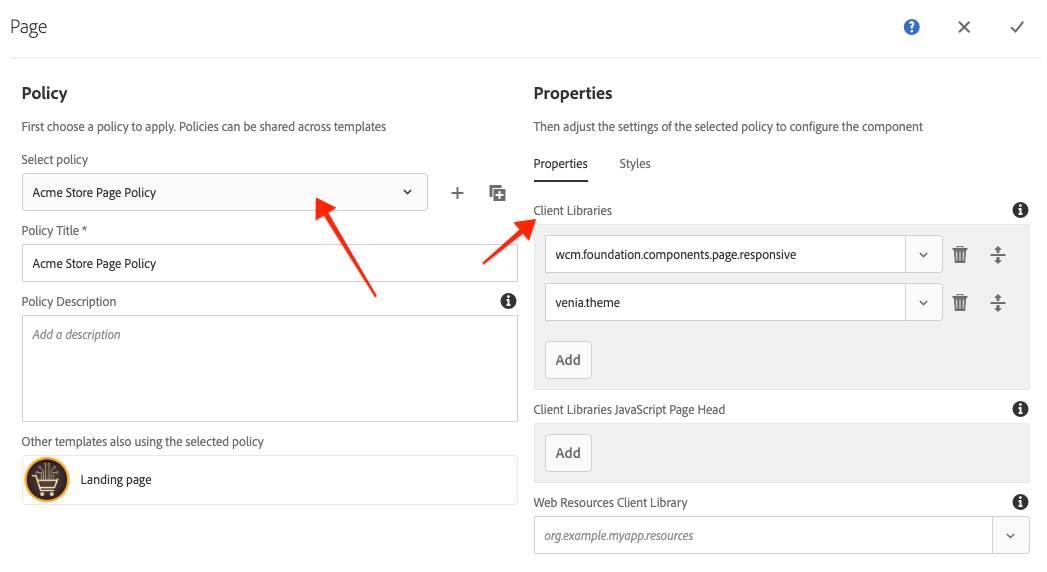 Page
Policy
First choose a policy to apply. Policies can be shared across templates
Select policy
Acme Store Page Policy
Policy Title *
Acme Store Page Policy
Policy Description
Add a description
Other templates also using the selected policy
Landing page
Properties
Then adjust the settings of the selected policy to configure the component
Properties Styles
Client Libraries
wcm.foundation.components.page.responsive
venia.theme
Add
Client Libraries JavaScript Page Head
Add
Web Resources Client Library
org.example.myapp.resources